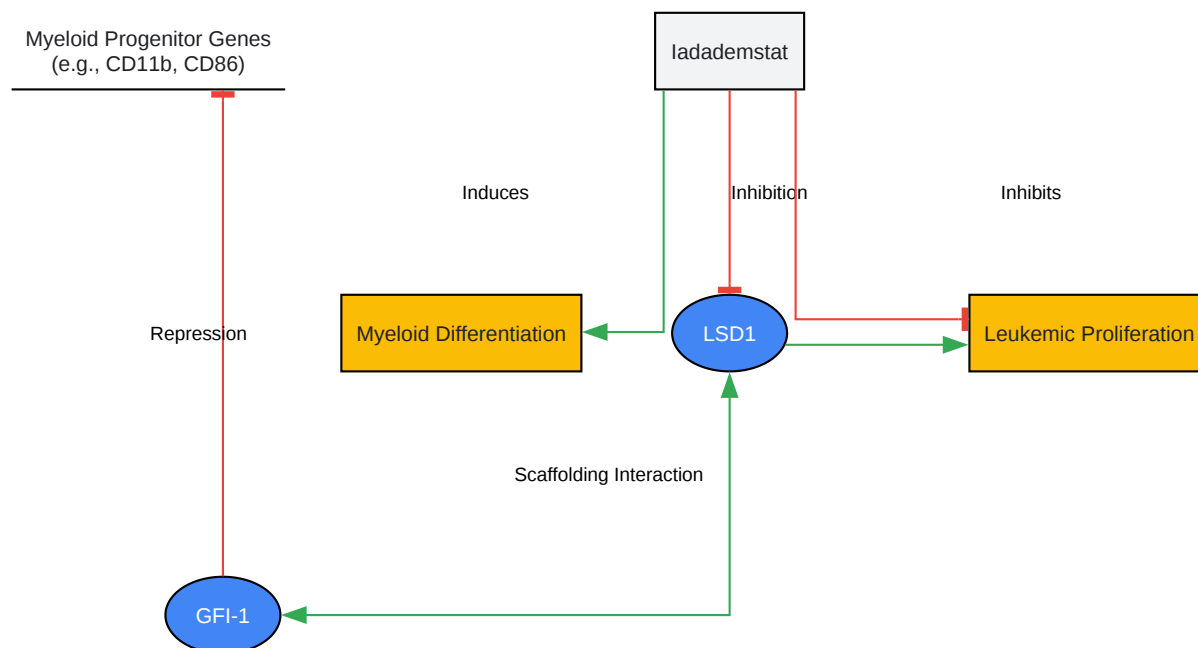 Myeloid Progenitor Genes
(e.g., CD11b, CD86)
Iadademstat
Induces
Inhibition
Inhibits
Repression
Myeloid Differentiation
LSD1
Leukemic Proliferation
Scaffolding Interaction
GFI-1